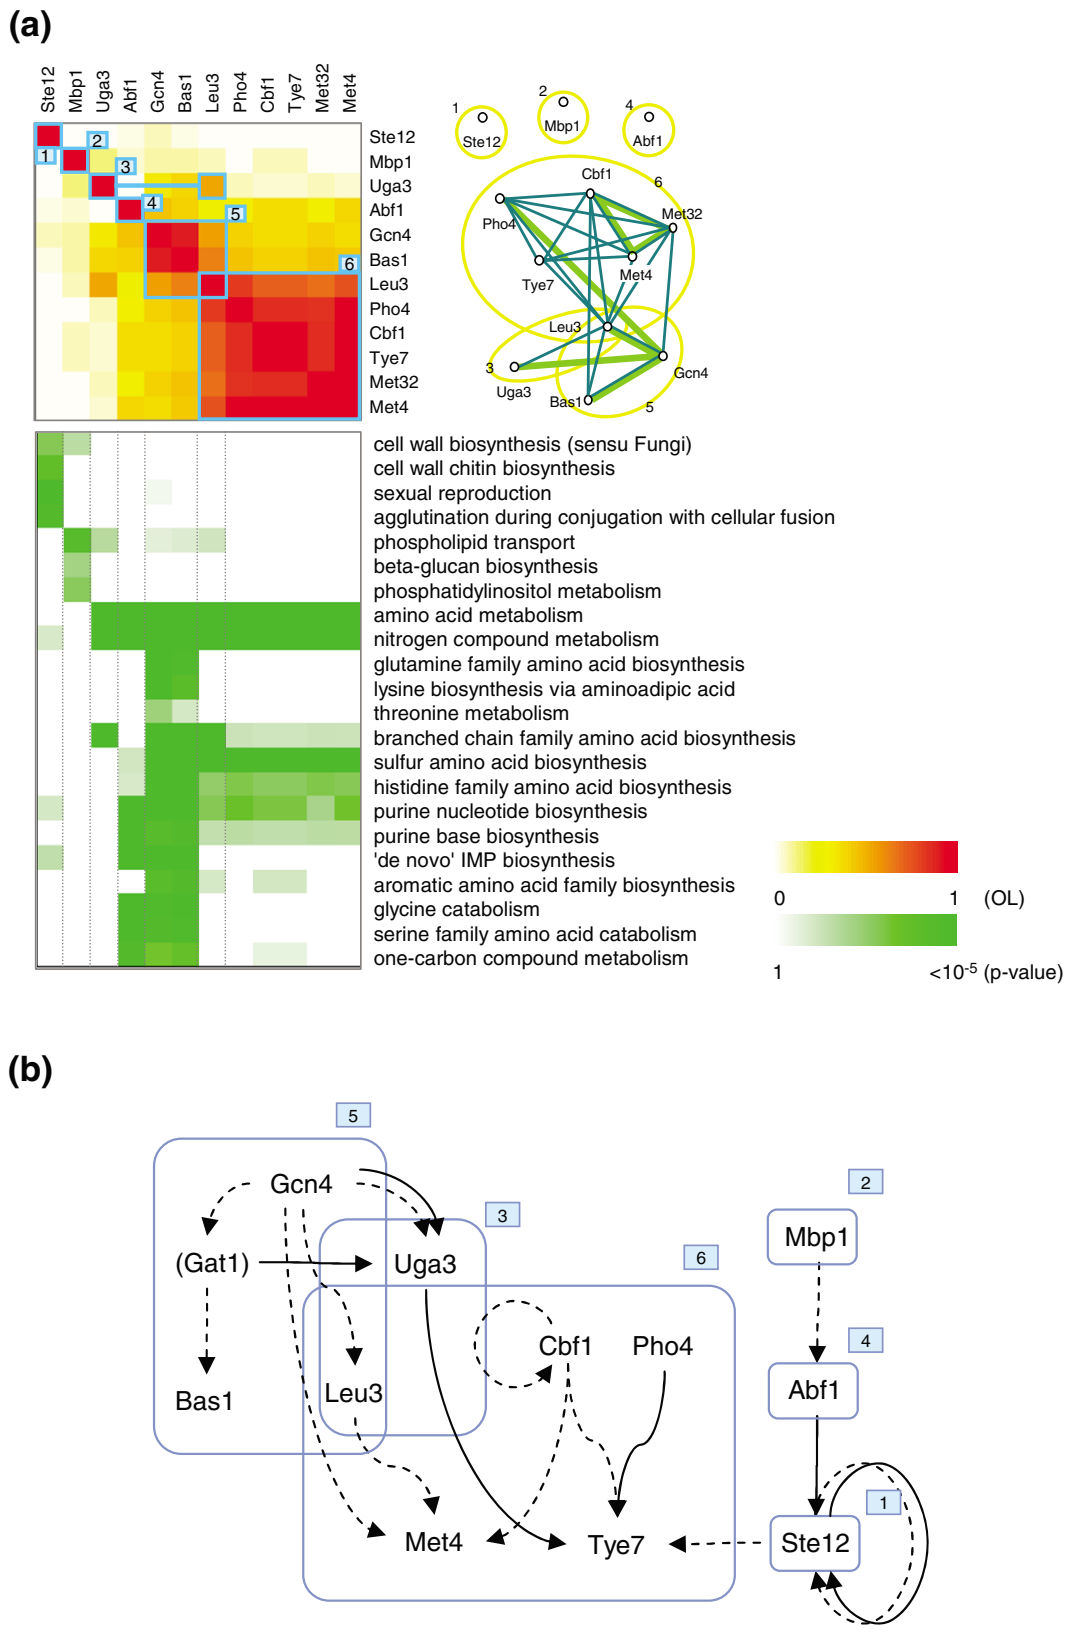 (a)
Ste12 Mbp1 Uga3 Abf1 Gcn4 Bas1 Leu3 Pho4 Cbf1 Tye7 Met32 Met4
Ste12
Mbp1
Uga3
Abf1
Gcn4
Bas1
Leu3
Pho4
Cbf1
Tye7
Met32
Met4
1
2
3
4
5
6
1
Ste12
2
Mbp1
4
Abf1
Cbf1
6
Pho4
Met32
Met4
Tye7
Leu3
3
Uga3
Gcn4
Bas1
5
cell wall biosynthesis (sensu Fungi)
cell wall chitin biosynthesis
sexual reproduction
agglutination during conjugation with cellular fusion
phospholipid transport
beta-glucan biosynthesis
phosphatidylinositol metabolism
amino acid metabolism
nitrogen compound metabolism
glutamine family amino acid biosynthesis
lysine biosynthesis via aminoadipic acid
threonine metabolism
branched chain family amino acid biosynthesis
sulfur amino acid biosynthesis
histidine family amino acid biosynthesis
purine nucleotide biosynthesis
purine base biosynthesis
'de novo' IMP biosynthesis
aromatic amino acid family biosynthesis
glycine catabolism
serine family amino acid catabolism
one-carbon compound metabolism
0 1 (OL)
1 <10-5 (p-value)
(b)
5
Gcn4
2
3
Mbp1
(Gat1)
Uga3
6
4
Cbf1
Pho4
Abf1
Bas1
Leu3
1
Met4
Tye7
Ste12